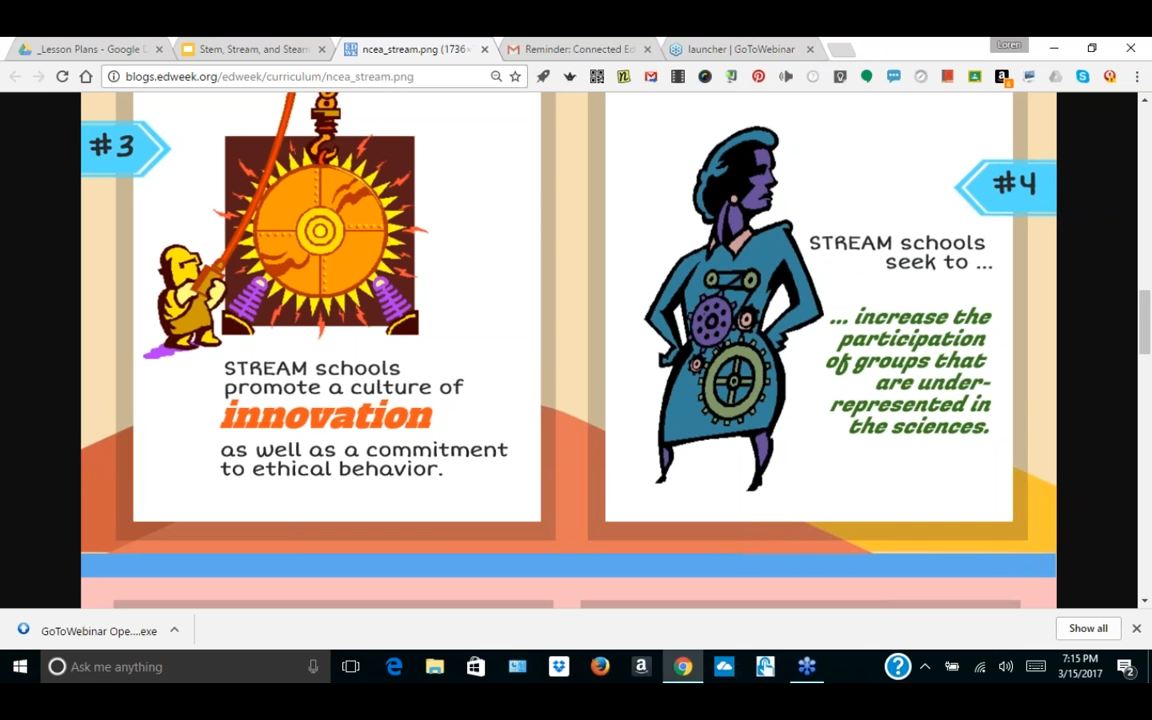 _Lesson Plans - Google D
Stem, Stream, and Steam
ncea_stream.png (1736×
Reminder: Connected Ed
launcher | GoToWebinar
Loren
blogs.edweek.org/edweek/curriculum/ncea_stream.png
#3
STREAM schools
promote a culture of
innovation
as well as a commitment
to ethical behavior.
#4
STREAM schools
seek to ...
... increase the
participation
of groups that
are under-
represented in
the sciences.
GoToWebinar Ope....exe
Show all
Ask me anything
7:15 PM
3/15/2017
2